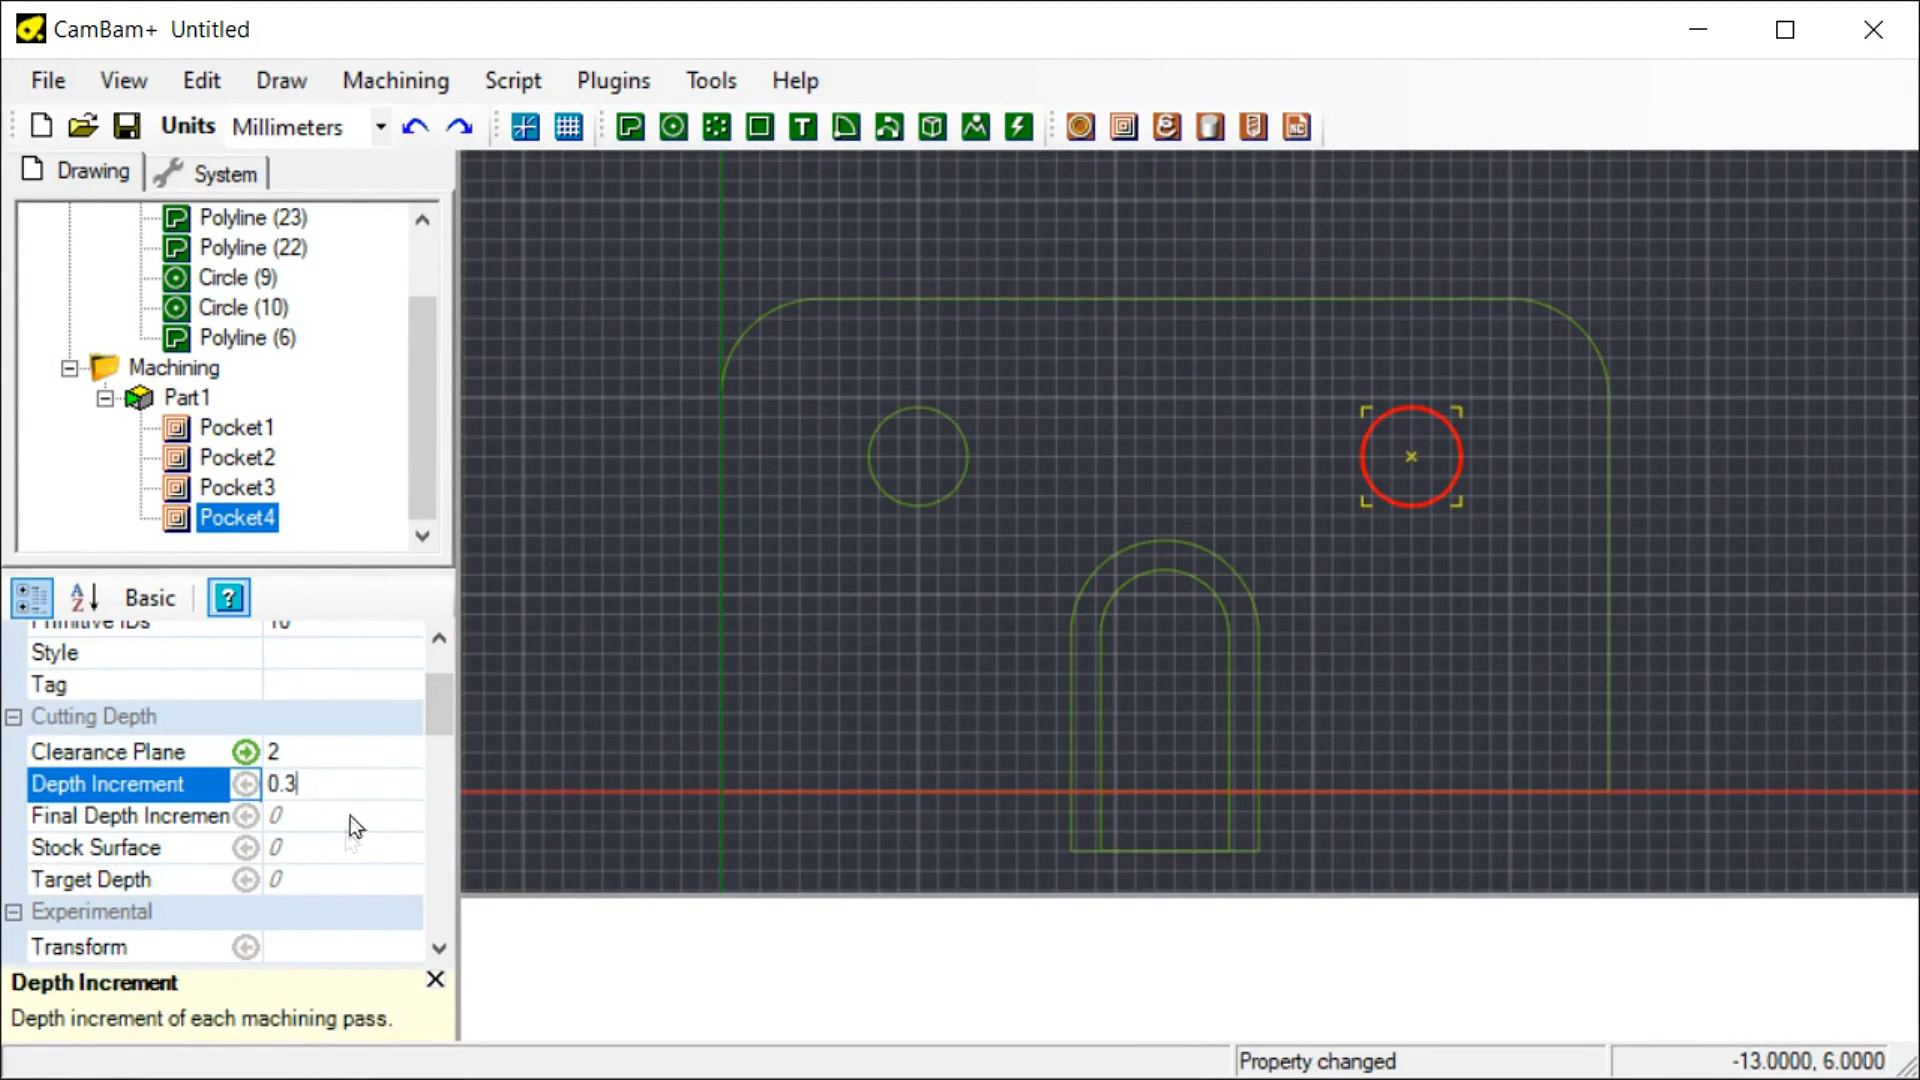 CamBam+ Untitled
File View Edit Draw Machining Script Plugins Tools Help
Units Millimeters
Drawing System
Polyline (23)
Polyline (22)
Circle (9)
Circle (10)
Polyline (6)
Machining
Part1
Pocket1
Pocket2
Pocket3
Pocket4
A Z Basic ?
Primitive IDs 10
Style
Tag
Cutting Depth
Clearance Plane 2
Depth Increment 0.3
Final Depth Incremen 0
Stock Surface 0
Target Depth 0
Experimental
Transform
Depth Increment
Depth increment of each machining pass.
Property changed -13.0000, 6.0000